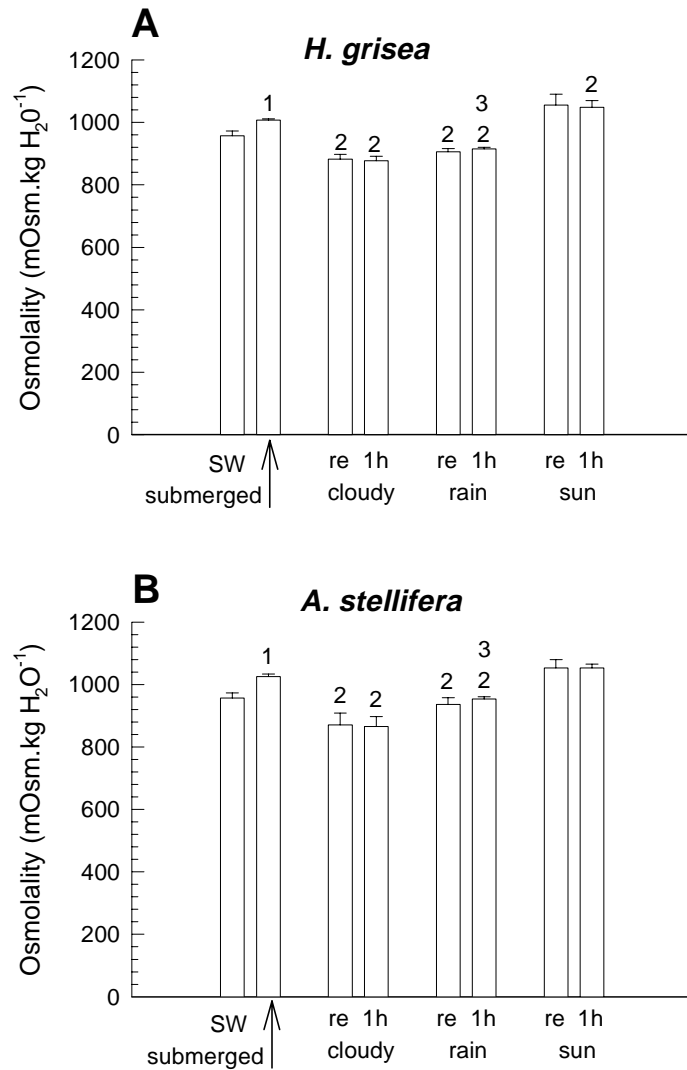 A
H. grisea
Osmolality (mOsm.kg H₂0⁻¹)
1200
1000
800
600
400
200
0
1
2 2
3
2 2
2
SW
submerged
re 1h
cloudy
re 1h
rain
re 1h
sun
B
A. stellifera
Osmolality (mOsm.kg H₂O⁻¹)
1200
1000
800
600
400
200
0
1
2 2
3
2 2
SW
submerged
re 1h
cloudy
re 1h
rain
re 1h
sun